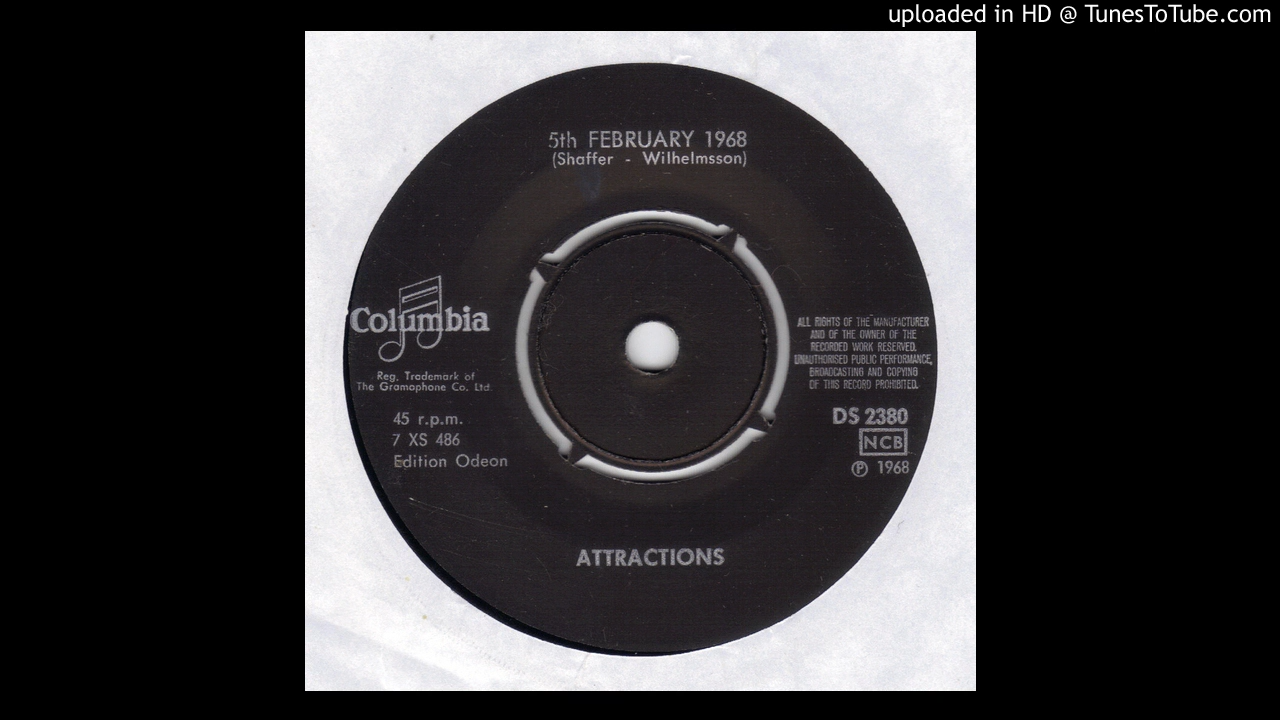 uploaded in HD @ TunesToTube.com
5th FEBRUARY 1968
(Shaffer - Wilhelmsson)
Columbia
Reg. Trademark of
The Gramophone Co. Ltd.
45 r.p.m.
7 XS 486
Edition Odeon
ALL RIGHTS OF THE MANUFACTURER
AND OF THE OWNER OF THE
RECORDED WORK RESERVED.
UNAUTHORISED PUBLIC PERFORMANCE,
BROADCASTING AND COPYING
OF THIS RECORD PROHIBITED.
DS 2380
NCB
℗ 1968
ATTRACTIONS